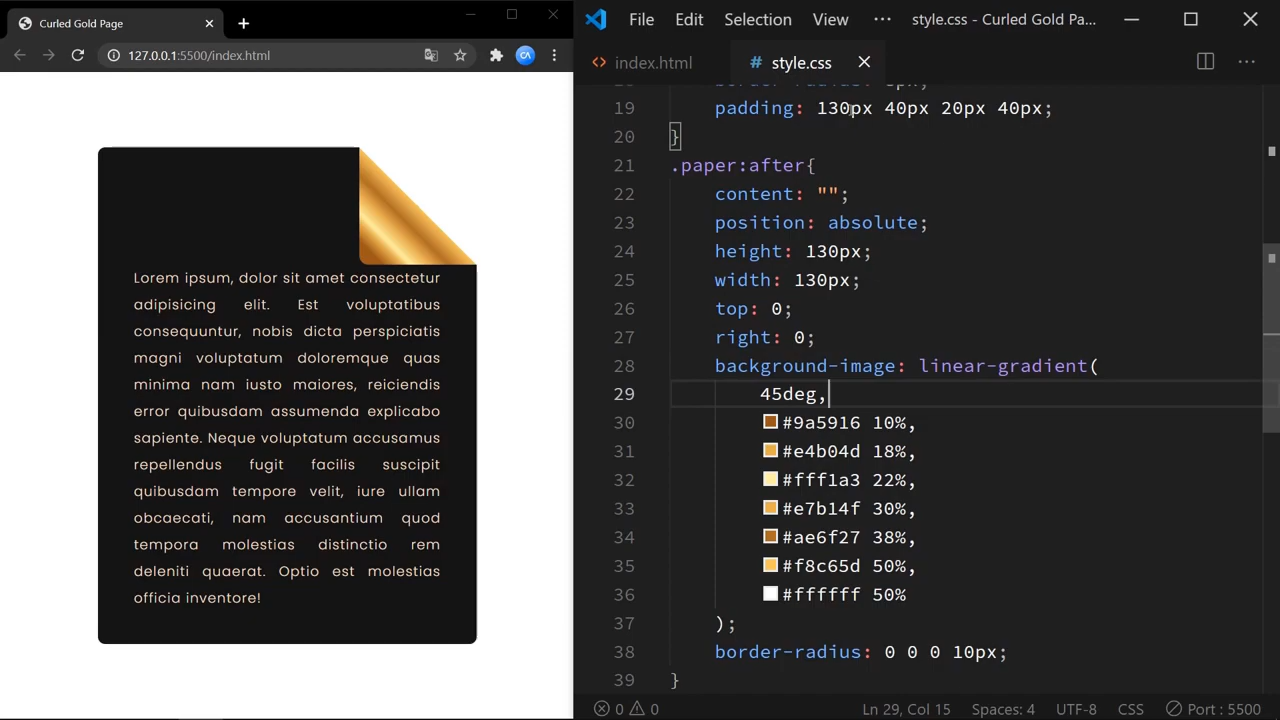 Curled Gold Page
127.0.0.1:5500/index.html
CA
Lorem ipsum, dolor sit amet consectetur
adipisicing elit. Est voluptatibus
consequuntur, nobis dicta perspiciatis
magni voluptatum doloremque quas
minima nam iusto maiores, reiciendis
error quibusdam assumenda explicabo
sapiente. Neque voluptatum accusamus
repellendus fugit facilis suscipit
quibusdam tempore velit, iure ullam
obcaecati, nam accusantium quod
tempora molestias distinctio rem
deleniti quaerat. Optio est molestias
officia inventore!
File Edit Selection View ··· style.css - Curled Gold Pa...
index.html
# style.css
19 padding: 130px 40px 20px 40px;
20 }
21 .paper:after{
22 content: "";
23 position: absolute;
24 height: 130px;
25 width: 130px;
26 top: 0;
27 right: 0;
28 background-image: linear-gradient(
29 45deg,
30 #9a5916 10%,
31 #e4b04d 18%,
32 #fff1a3 22%,
33 #e7b14f 30%,
34 #ae6f27 38%,
35 #f8c65d 50%,
36 #ffffff 50%
37 );
38 border-radius: 0 0 0 10px;
39 }
0 0 Ln 29, Col 15 Spaces: 4 UTF-8 CSS Port : 5500